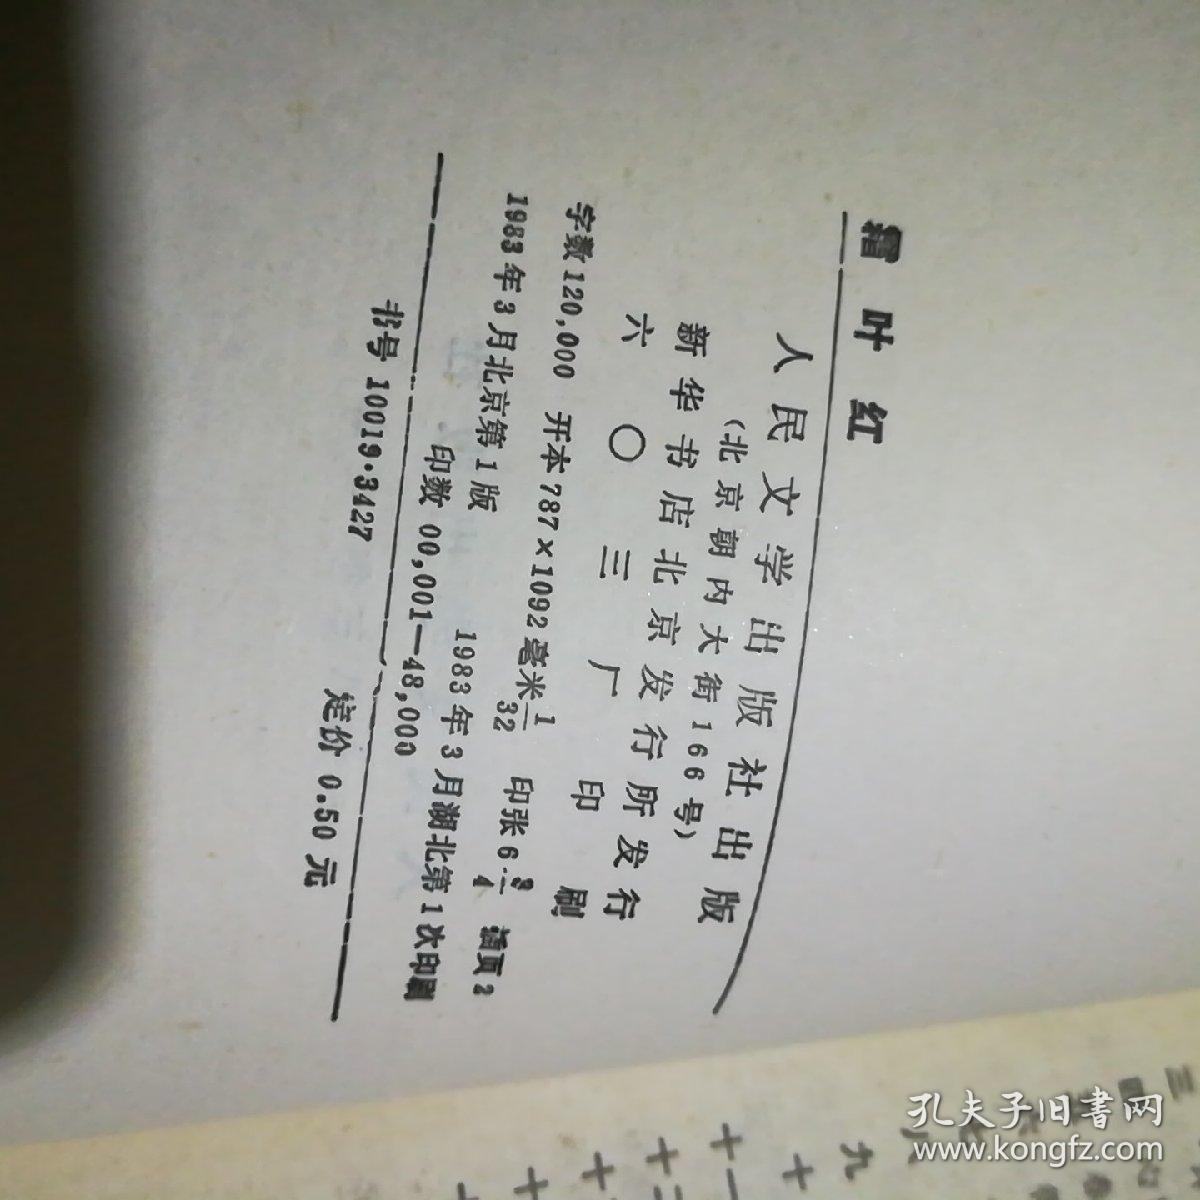 霜叶红
人民文学出版社出版
(北京朝内大街166号)
新华书店北京发行所发行
六〇三厂印刷
字数120,000 开本787×1092毫米1/32 印张6 3/4 插页2
1983年3月北京第1版 1983年3月湖北第1次印刷
印数00,001—48,000
书号10019·3427 定价0.50元
三
九
十
十一
孔夫子旧書网
www.kongfz.com